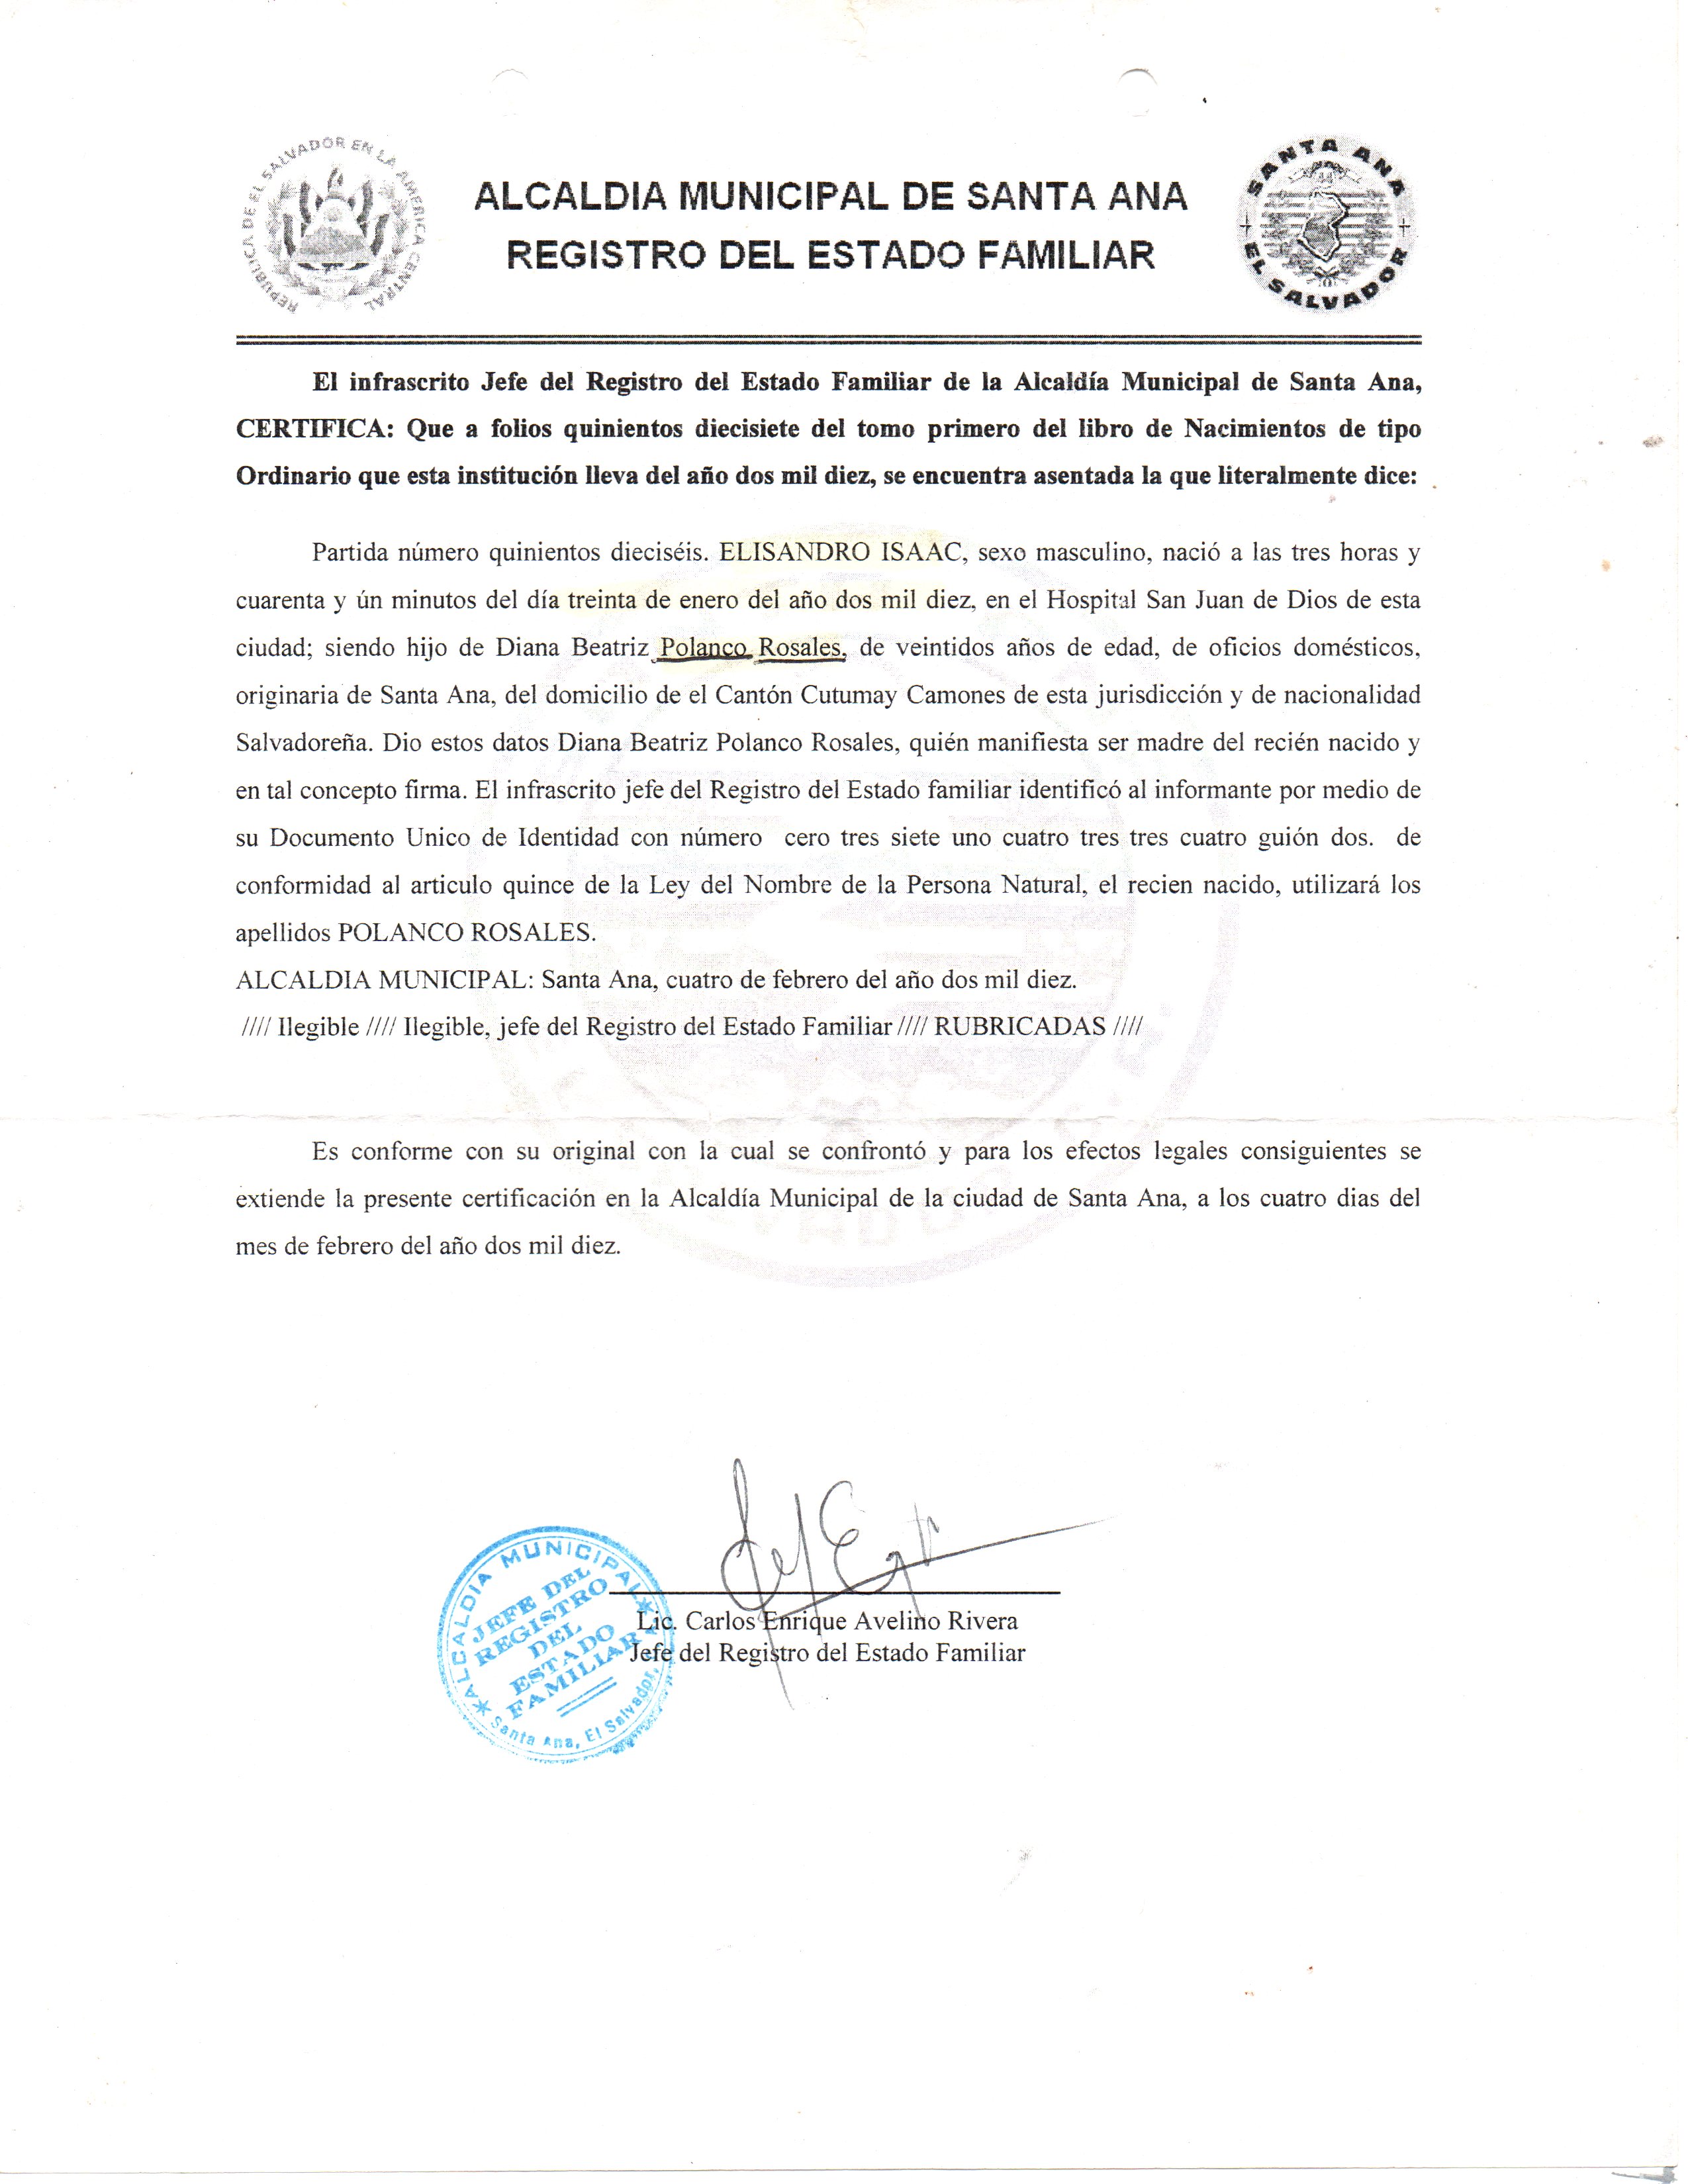 REPUBLICA DE EL SALVADOR EN LA AMERICA CENTRAL
ALCALDIA MUNICIPAL DE SANTA ANA
REGISTRO DEL ESTADO FAMILIAR
SANTA ANA
EL SALVADOR
El infrascrito Jefe del Registro del Estado Familiar de la Alcaldía Municipal de Santa Ana,
CERTIFICA: Que a folios quinientos diecisiete del tomo primero del libro de Nacimientos de tipo
Ordinario que esta institución lleva del año dos mil diez, se encuentra asentada la que literalmente dice:
Partida número quinientos dieciséis. ELISANDRO ISAAC, sexo masculino, nació a las tres horas y
cuarenta y ún minutos del día treinta de enero del año dos mil diez, en el Hospital San Juan de Dios de esta
ciudad; siendo hijo de Diana Beatriz Polanco Rosales, de veintidos años de edad, de oficios domésticos,
originaria de Santa Ana, del domicilio de el Cantón Cutumay Camones de esta jurisdicción y de nacionalidad
Salvadoreña. Dio estos datos Diana Beatriz Polanco Rosales, quién manifiesta ser madre del recién nacido y
en tal concepto firma. El infrascrito jefe del Registro del Estado familiar identificó al informante por medio de
su Documento Unico de Identidad con número cero tres siete uno cuatro tres tres cuatro guión dos. de
conformidad al articulo quince de la Ley del Nombre de la Persona Natural, el recien nacido, utilizará los
apellidos POLANCO ROSALES.
ALCALDIA MUNICIPAL: Santa Ana, cuatro de febrero del año dos mil diez.
//// Ilegible //// Ilegible, jefe del Registro del Estado Familiar //// RUBRICADAS ////
Es conforme con su original con la cual se confrontó y para los efectos legales consiguientes se
extiende la presente certificación en la Alcaldía Municipal de la ciudad de Santa Ana, a los cuatro dias del
mes de febrero del año dos mil diez.
Lic. Carlos Enrique Avelino Rivera
Jefe del Registro del Estado Familiar
ALCALDIA MUNICIPAL
JEFE DEL
REGISTRO
DEL
ESTADO
FAMILIAR
Santa Ana, El Salvador,